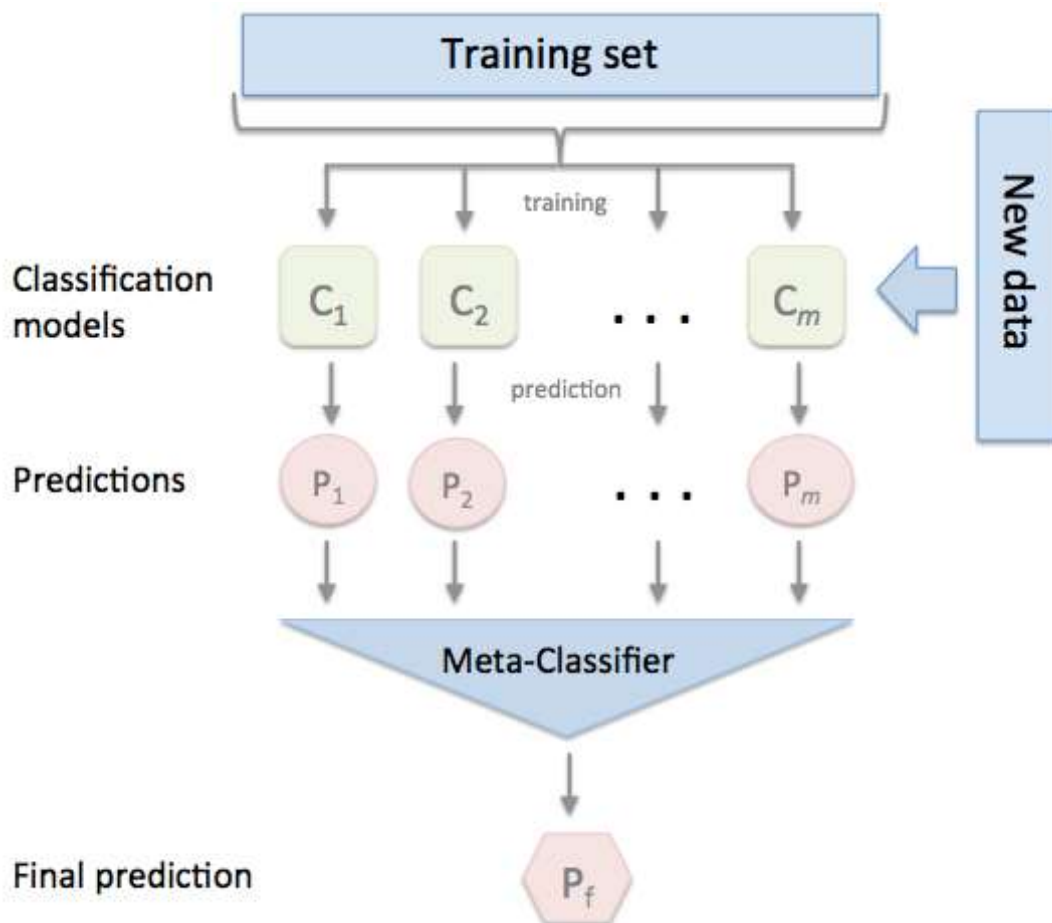 Training set
New data
training
Classification
models
C1
C2
. . .
Cm
prediction
Predictions
P1
P2
. . .
Pm
Meta-Classifier
Final prediction
Pf